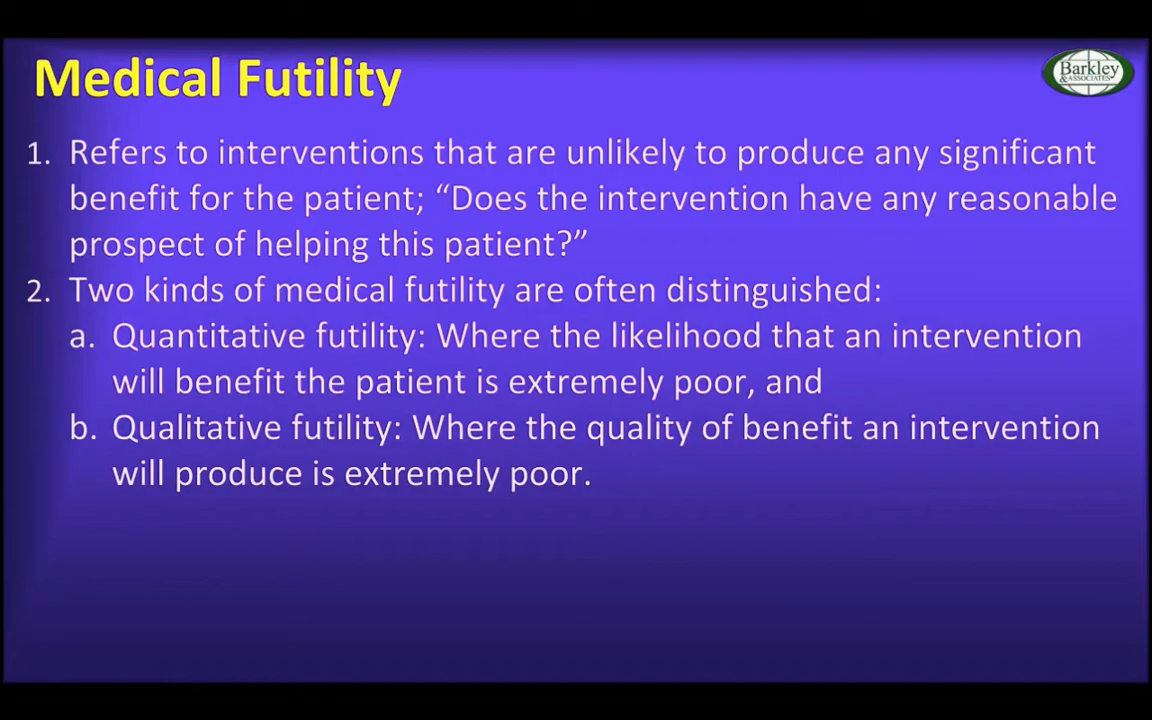 Medical Futility
Barkley
& ASSOCIATES
1. Refers to interventions that are unlikely to produce any significant
benefit for the patient; “Does the intervention have any reasonable
prospect of helping this patient?”
2. Two kinds of medical futility are often distinguished:
a. Quantitative futility: Where the likelihood that an intervention
will benefit the patient is extremely poor, and
b. Qualitative futility: Where the quality of benefit an intervention
will produce is extremely poor.